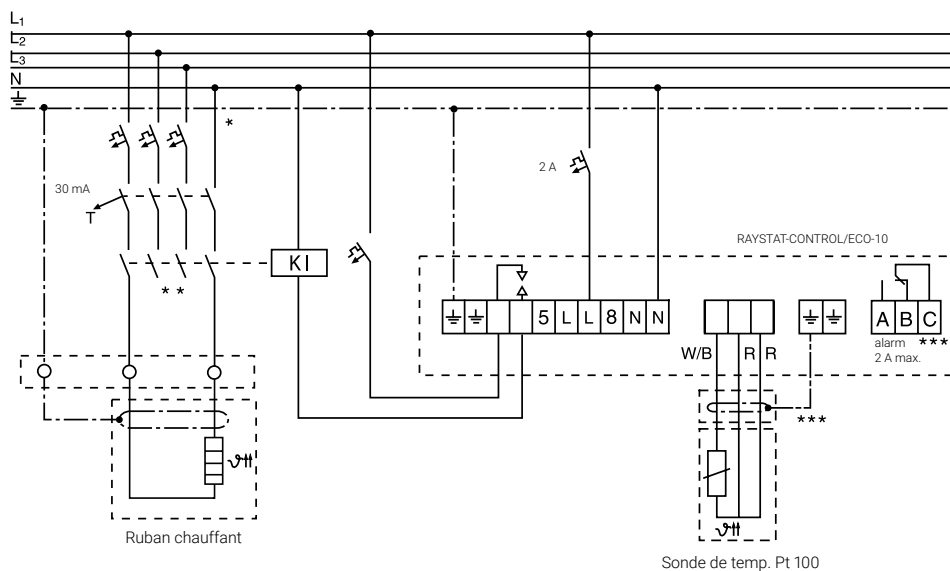 L1
L2
L3
N
*
30 mA
T
2 A
RAYSTAT-CONTROL/ECO-10
KI
* *
5 L L 8 N N
A B C
W/B R R
alarm ***
2 A max.
***
ϑ
ϑ
Ruban chauffant
Sonde de temp. Pt 100